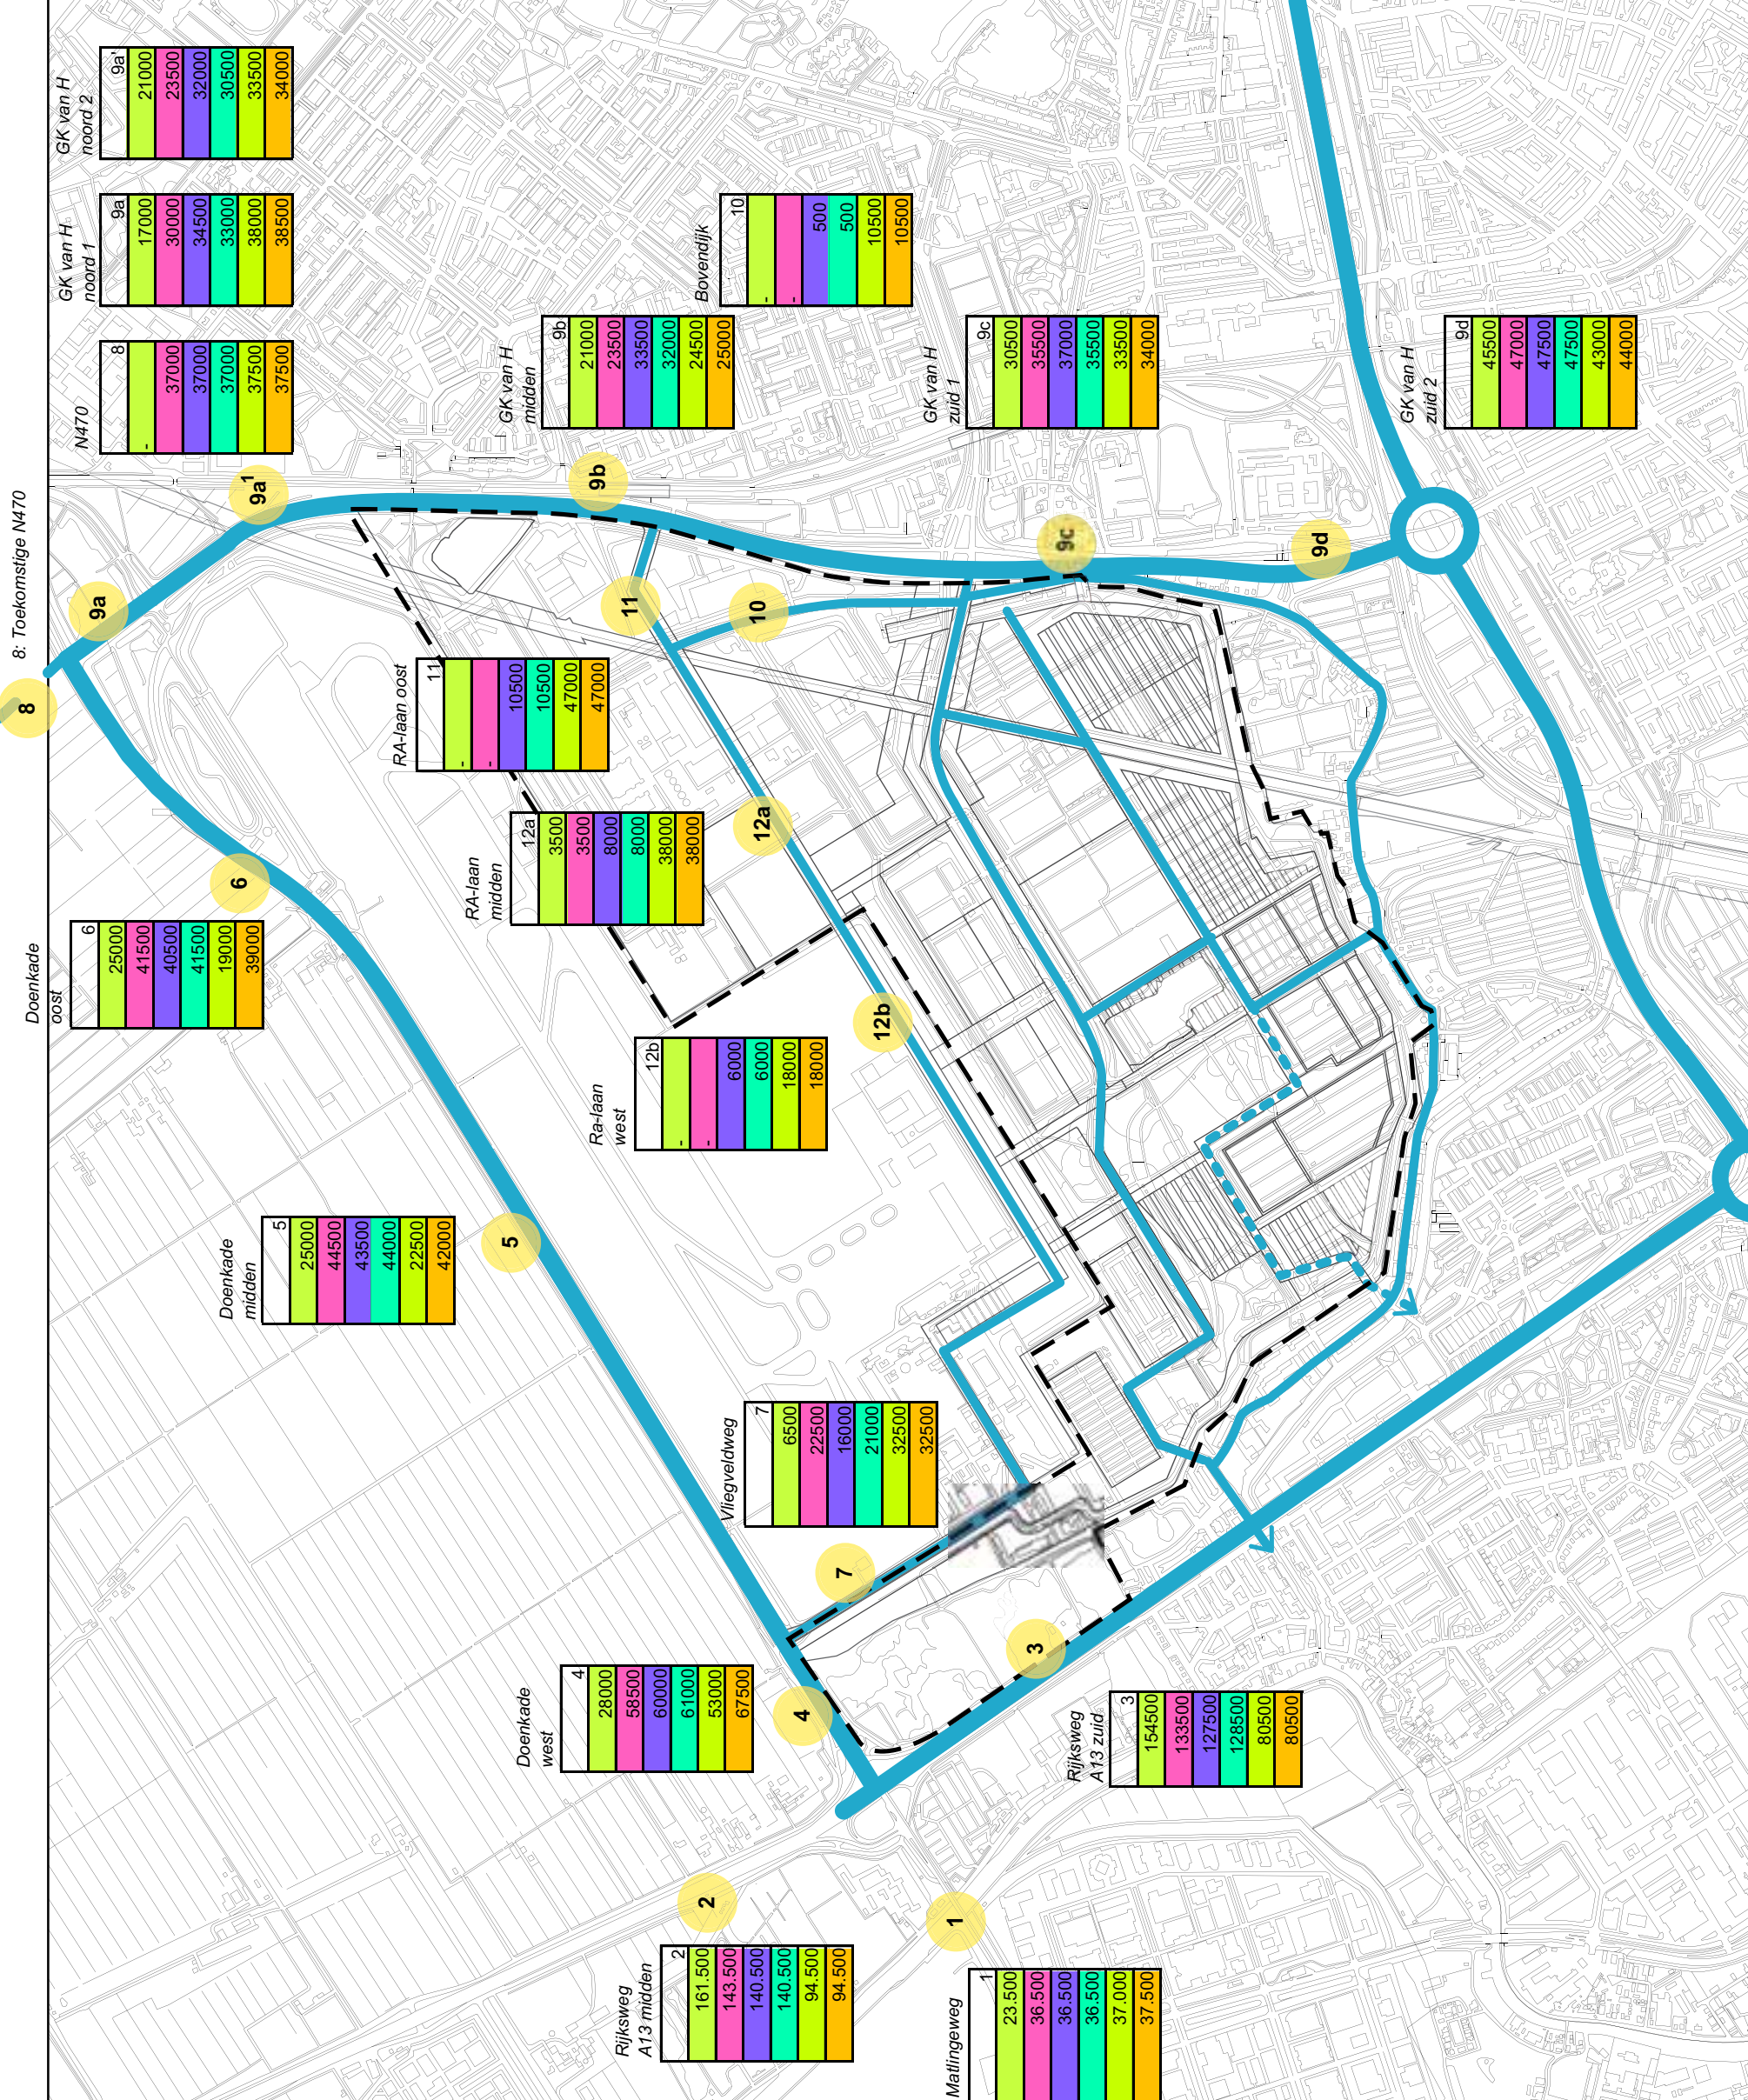 8: Toekomstige N470
Matlingeweg
1
23.500
36.500
36.500
36.500
37.000
37.500
Rijksweg
A13 midden
2
161.500
143.500
140.500
140.500
94.500
94.500
Rijksweg
A13 zuid
3
154500
133500
127500
128500
80500
80500
Doenkade
west
4
28000
58500
60000
61000
53000
67500
Doenkade
midden
5
25000
44500
43500
44000
22500
42000
Doenkade
oost
6
25000
41500
40500
41500
19000
39000
Vliegveldweg
7
6500
22500
16000
21000
32500
32500
N470
8
-
37000
37000
37000
37500
37500
GK van H
noord 1
9a
17000
30000
34500
33000
38000
38500
GK van H
noord 2
9a'
21000
23500
32000
30500
33500
34000
GK van H
midden
9b
21000
23500
33500
32000
24500
25000
GK van H
zuid 1
9c
30500
35500
37000
35500
33500
34000
GK van H
zuid 2
9d
45500
47000
47500
47500
43000
44000
Bovendijk
10
-
-
500
500
10500
10500
RA-laan oost
11
-
-
10500
10500
47000
47000
RA-laan
midden
12a
3500
3500
8000
8000
38000
38000
Ra-laan
west
12b
-
-
6000
6000
18000
18000
1
2
3
4
5
6
7
8
9a
9a1
9b
9c
9d
10
11
12a
12b